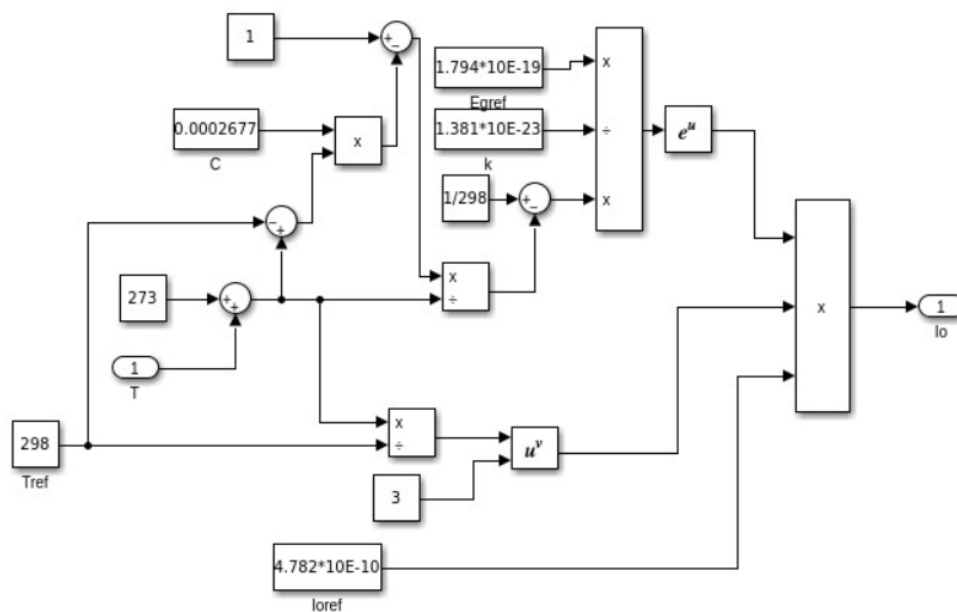 1
+
−
1.794*10E-19
x
Egref
0.0002677
C
x
1.381*10E-23
÷
k
e^u
1/298
+
−
x
−
+
273
+
+
x
÷
x
1
Io
1
T
298
Tref
x
÷
u^v
3
4.782*10E-10
Ioref